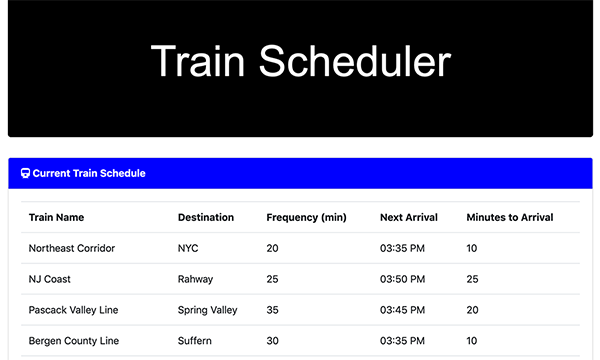 Train Scheduler
Current Train Schedule
Train Name Destination Frequency (min) Next Arrival Minutes to Arrival
Northeast Corridor NYC 20 03:35 PM 10
NJ Coast Rahway 25 03:50 PM 25
Pascack Valley Line Spring Valley 35 03:45 PM 20
Bergen County Line Suffern 30 03:35 PM 10